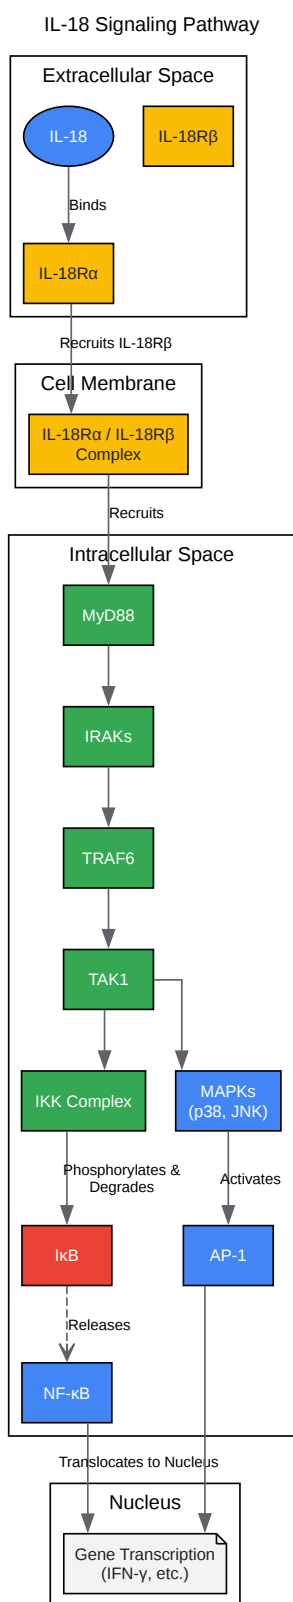 IL-18 Signaling Pathway
Extracellular Space
IL-18
IL-18Rβ
Binds
IL-18Rα
Recruits IL-18Rβ
Cell Membrane
IL-18Rα / IL-18Rβ
Complex
Recruits
Intracellular Space
MyD88
IRAKs
TRAF6
TAK1
IKK Complex
MAPKs
(p38, JNK)
Phosphorylates &
Degrades
Activates
IκB
AP-1
Releases
NF-κB
Translocates to Nucleus
Nucleus
Gene Transcription
(IFN-γ, etc.)